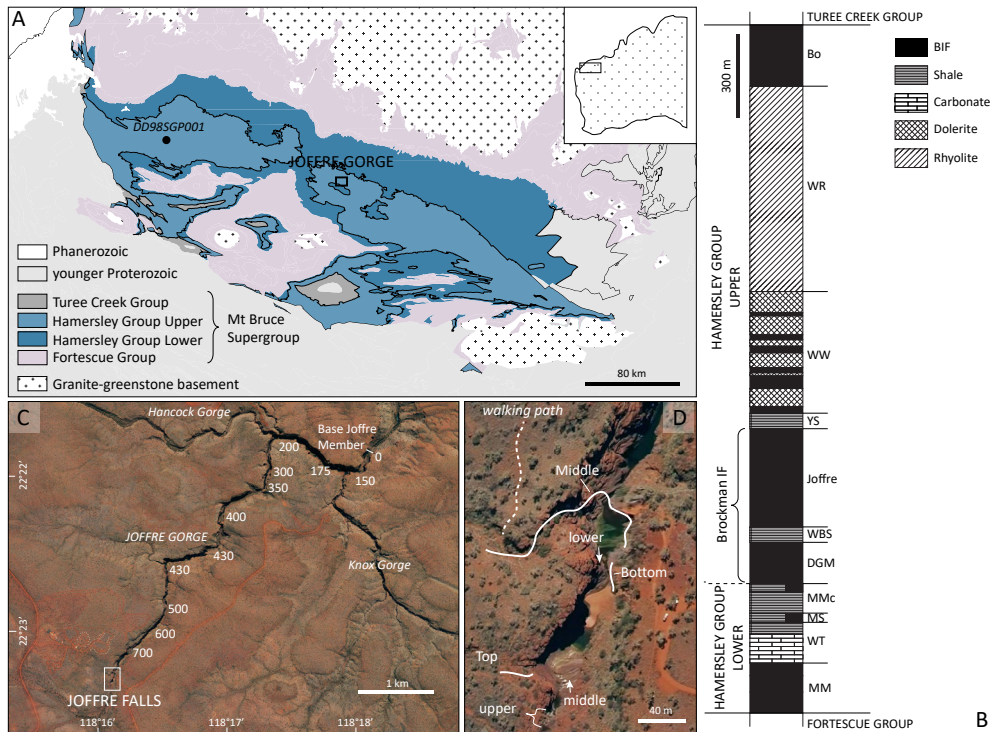 A
DD98SGP001
JOFFRE GORGE
Phanerozoic
younger Proterozoic
Turee Creek Group
Hamersley Group Upper
Hamersley Group Lower
Fortescue Group
Mt Bruce
Supergroup
Granite-greenstone basement
80 km
C
Hancock Gorge
Base Joffre
Member
0
200
300
175
150
350
400
JOFFRE GORGE
430
430
Knox Gorge
500
600
700
JOFFRE FALLS
1 km
22°22'
22°23'
118°16'
118°17'
118°18'
D
walking path
Middle
lower
Bottom
Top
middle
upper
40 m
TUREE CREEK GROUP
300 m
Bo
WR
WW
YS
Joffre
WBS
DGM
MMc
MS
WT
MM
HAMERSLEY GROUP
UPPER
Brockman IF
HAMERSLEY GROUP
LOWER
FORTESCUE GROUP
BIF
Shale
Carbonate
Dolerite
Rhyolite
B